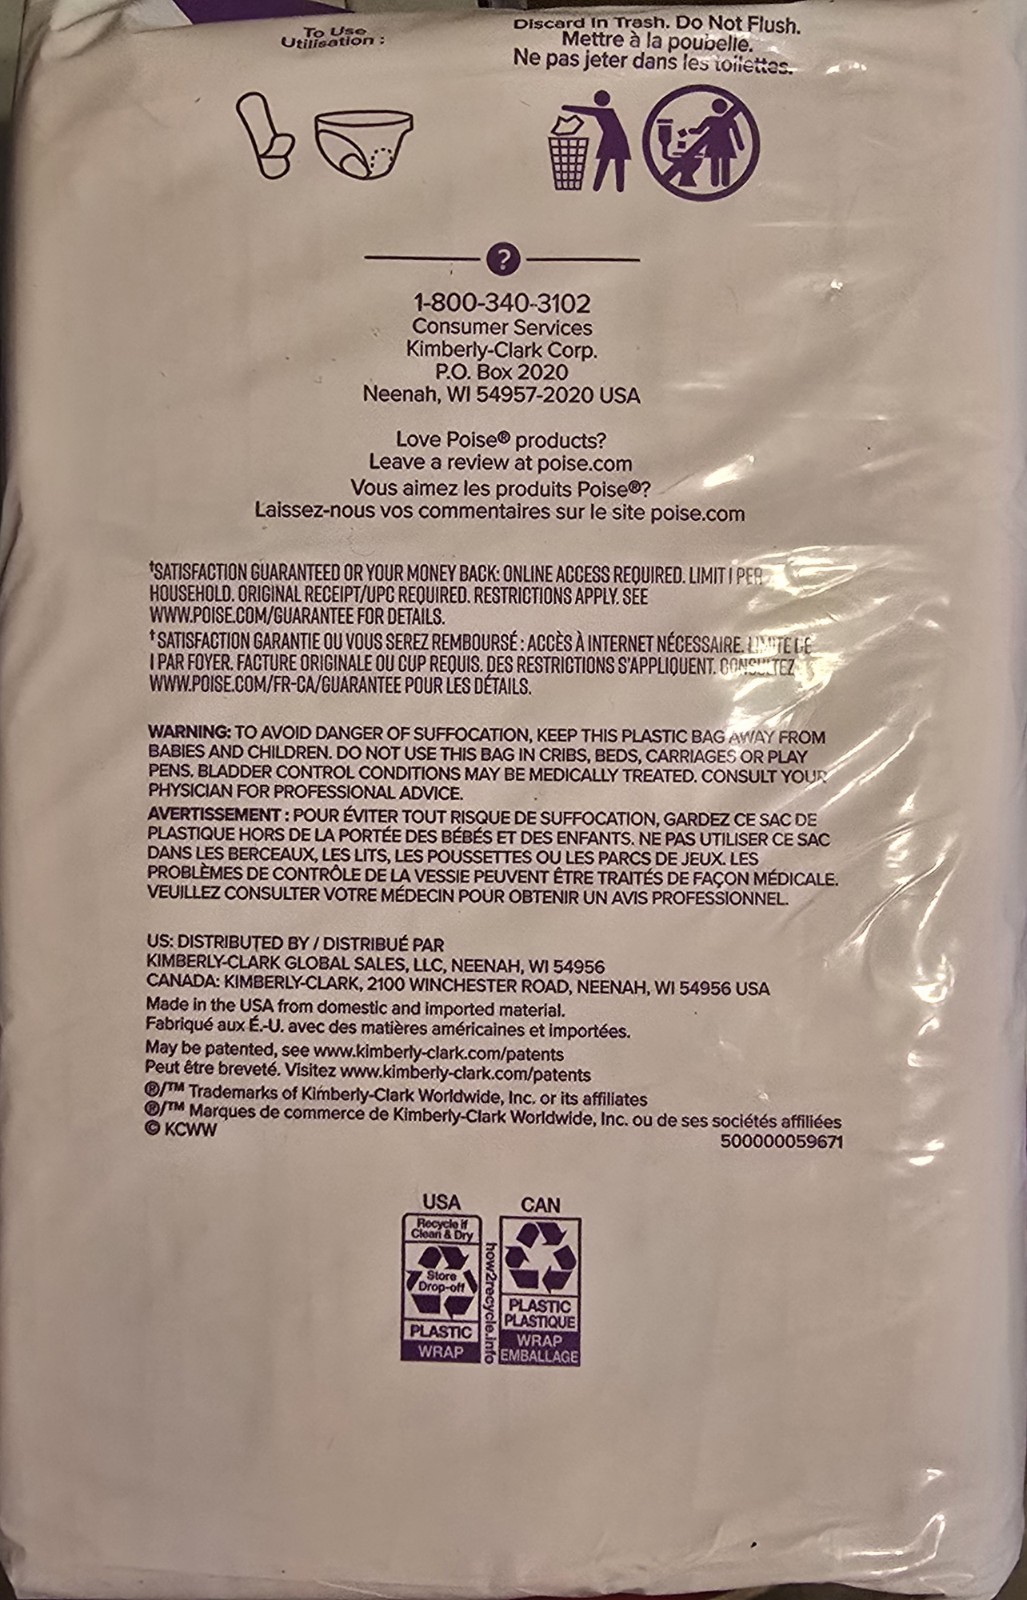 To Use
Utilisation :
Discard In Trash. Do Not Flush.
Mettre à la poubelle.
Ne pas jeter dans les toilettes.
?
1-800-340-3102
Consumer Services
Kimberly-Clark Corp.
P.O. Box 2020
Neenah, WI 54957-2020 USA
Love Poise® products?
Leave a review at poise.com
Vous aimez les produits Poise®?
Laissez-nous vos commentaires sur le site poise.com
†SATISFACTION GUARANTEED OR YOUR MONEY BACK: ONLINE ACCESS REQUIRED. LIMIT 1 PER
HOUSEHOLD. ORIGINAL RECEIPT/UPC REQUIRED. RESTRICTIONS APPLY. SEE
WWW.POISE.COM/GUARANTEE FOR DETAILS.
†SATISFACTION GARANTIE OU VOUS SEREZ REMBOURSÉ : ACCÈS À INTERNET NÉCESSAIRE. LIMITE DE
1 PAR FOYER. FACTURE ORIGINALE OU CUP REQUIS. DES RESTRICTIONS S'APPLIQUENT. CONSULTEZ
WWW.POISE.COM/FR-CA/GUARANTEE POUR LES DÉTAILS.
WARNING: TO AVOID DANGER OF SUFFOCATION, KEEP THIS PLASTIC BAG AWAY FROM
BABIES AND CHILDREN. DO NOT USE THIS BAG IN CRIBS, BEDS, CARRIAGES OR PLAY
PENS. BLADDER CONTROL CONDITIONS MAY BE MEDICALLY TREATED. CONSULT YOUR
PHYSICIAN FOR PROFESSIONAL ADVICE.
AVERTISSEMENT : POUR ÉVITER TOUT RISQUE DE SUFFOCATION, GARDEZ CE SAC DE
PLASTIQUE HORS DE LA PORTÉE DES BÉBÉS ET DES ENFANTS. NE PAS UTILISER CE SAC
DANS LES BERCEAUX, LES LITS, LES POUSSETTES OU LES PARCS DE JEUX. LES
PROBLÈMES DE CONTRÔLE DE LA VESSIE PEUVENT ÊTRE TRAITÉS DE FAÇON MÉDICALE.
VEUILLEZ CONSULTER VOTRE MÉDECIN POUR OBTENIR UN AVIS PROFESSIONNEL.
US: DISTRIBUTED BY / DISTRIBUÉ PAR
KIMBERLY-CLARK GLOBAL SALES, LLC, NEENAH, WI 54956
CANADA: KIMBERLY-CLARK, 2100 WINCHESTER ROAD, NEENAH, WI 54956 USA
Made in the USA from domestic and imported material.
Fabriqué aux É.-U. avec des matières américaines et importées.
May be patented, see www.kimberly-clark.com/patents
Peut être breveté. Visitez www.kimberly-clark.com/patents
®/™ Trademarks of Kimberly-Clark Worldwide, Inc. or its affiliates
®/™ Marques de commerce de Kimberly-Clark Worldwide, Inc. ou de ses sociétés affiliées
© KCWW
500000059671
USA
Recycle if
Clean & Dry
Store
Drop-off
PLASTIC
WRAP
how2recycle.info
CAN
PLASTIC
PLASTIQUE
WRAP
EMBALLAGE